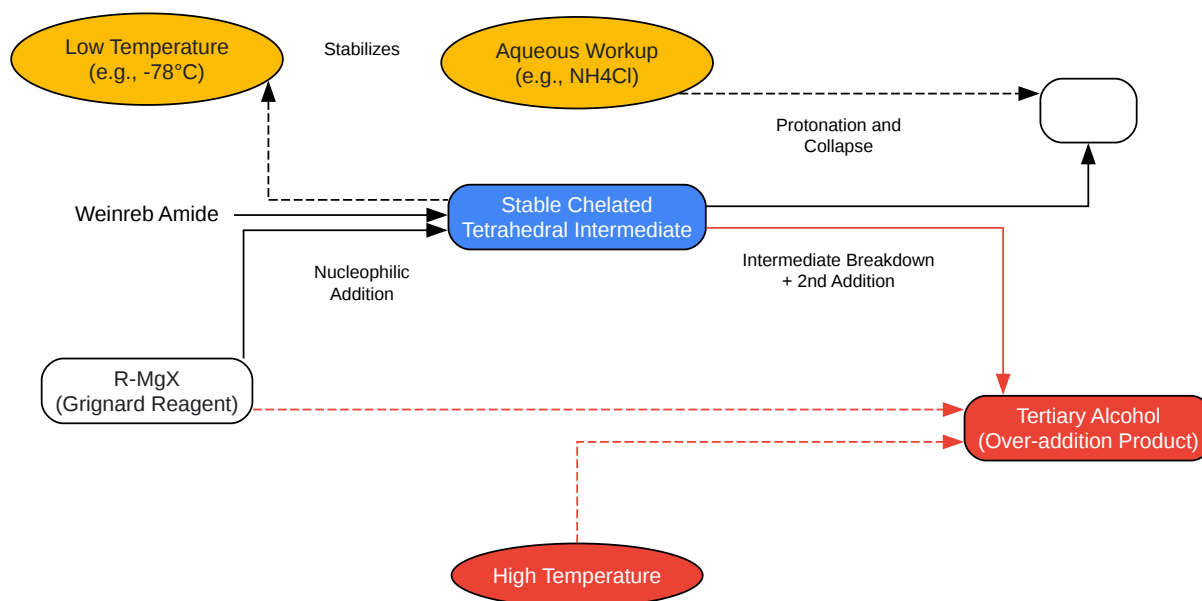 Low Temperature
(e.g., -78°C)
Stabilizes
Aqueous Workup
(e.g., NH4Cl)
Protonation and
Collapse
Weinreb Amide
Stable Chelated
Tetrahedral Intermediate
Nucleophilic
Addition
Intermediate Breakdown
+ 2nd Addition
R-MgX
(Grignard Reagent)
Tertiary Alcohol
(Over-addition Product)
High Temperature